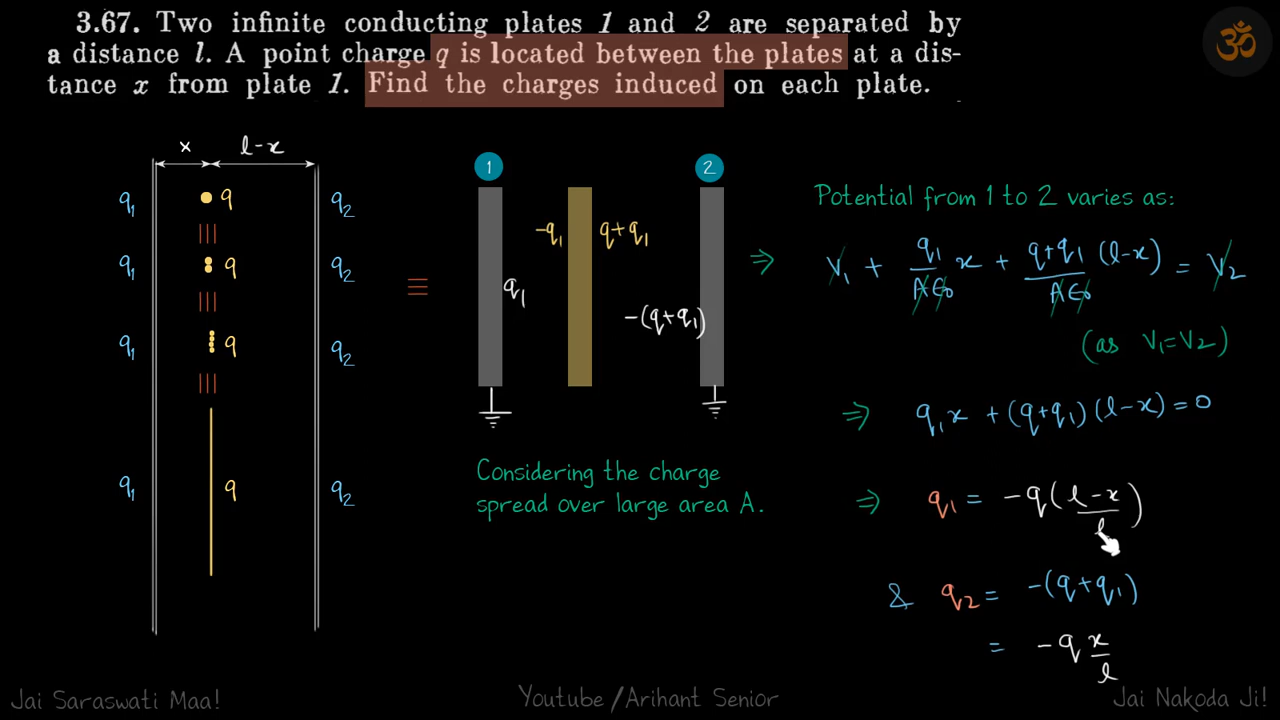 3.67. Two infinite conducting plates 1 and 2 are separated by
a distance l. A point charge q is located between the plates at a dis-
tance x from plate 1. Find the charges induced on each plate.
ॐ
x l-x
q₁ q q₂
|||
q₁ q q₂
|||
q₁ q q₂
|||
q₁ q q₂
≡
1 2
-q₁ q+q₁
q₁ -(q+q₁)
Considering the charge
spread over large area A.
Potential from 1 to 2 varies as:
⇒ V₁ + q₁/(A∈₀) x + (q+q₁)/(A∈₀) (l-x) = V₂
(as V₁=V₂)
⇒ q₁x + (q+q₁)(l-x) = 0
⇒ q₁ = -q((l-x)/l)
& q₂ = -(q+q₁)
= -q x/l
Jai Saraswati Maa! Youtube /Arihant Senior Jai Nakoda Ji!